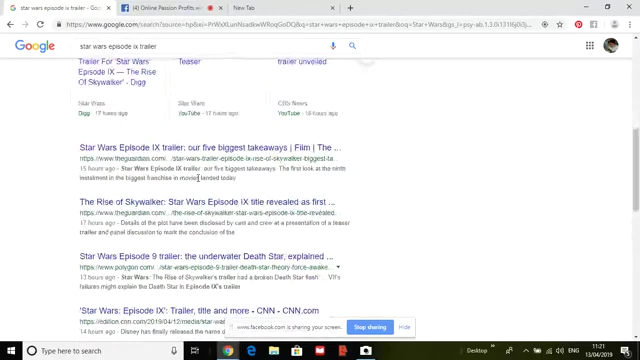 star wars episode ix trailer
(4) Online Passion Profits with
New Tab
https://www.google.com/search?source=hp&ei=
Google
star wars episode ix trailer
Trailer For 'Star Wars
Episode IX — The Rise
Of Skywalker' - Digg
Teaser
trailer unveiled
Star Wars
Star Wars
CBS News
Digg · 17 hours ago
YouTube · 17 hours ago
YouTube · 18 hours ago
Star Wars Episode IX trailer: our five biggest takeaways | Film | The ...
https://www.theguardian.com/.../star-wars-trailer-episode-ix-rise-of-skywalker-biggest-ta...
15 hours ago - Star Wars Episode IX trailer: our five biggest takeaways. The first look at the ninth
instalment in the biggest franchise in movies landed today
The Rise of Skywalker: Star Wars Episode IX title revealed as first ...
/the-rise-of-skywalker-star-wars-episode-ix-title-revealed...
17 hours ago - Details of the plot have been disclosed by cast and crew at a presentation of a teaser
trailer and panel discussion to mark the conclusion of the
Star Wars Episode 9 trailer: the underwater Death Star, explained ...
https://www.polygon.com/.../star-wars-episode-9-trailer-death-star-theory-force-awake...
13 hours ago - Star Wars: The Rise of Skywalker's trailer had a broken Death Star flash
failures might explain the Death Star in Episode IX's
'Star Wars: Episode IX': Trailer, title and more - CNN - CNN.com
https://edition.cnn.com/2019/04/12/media/star-wa
14 hours ago - Disney has finally released the name o
www.facebook.com is sharing your screen.
Stop sharing
Hide
Type here to search
Desktop
ENG
11:21
13/04/2019